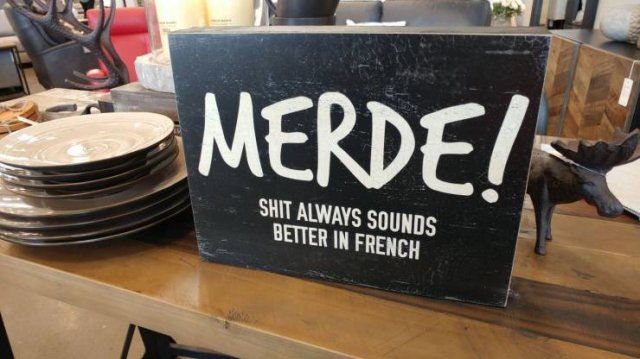 MERDE!
SHIT ALWAYS SOUNDS
BETTER IN FRENCH